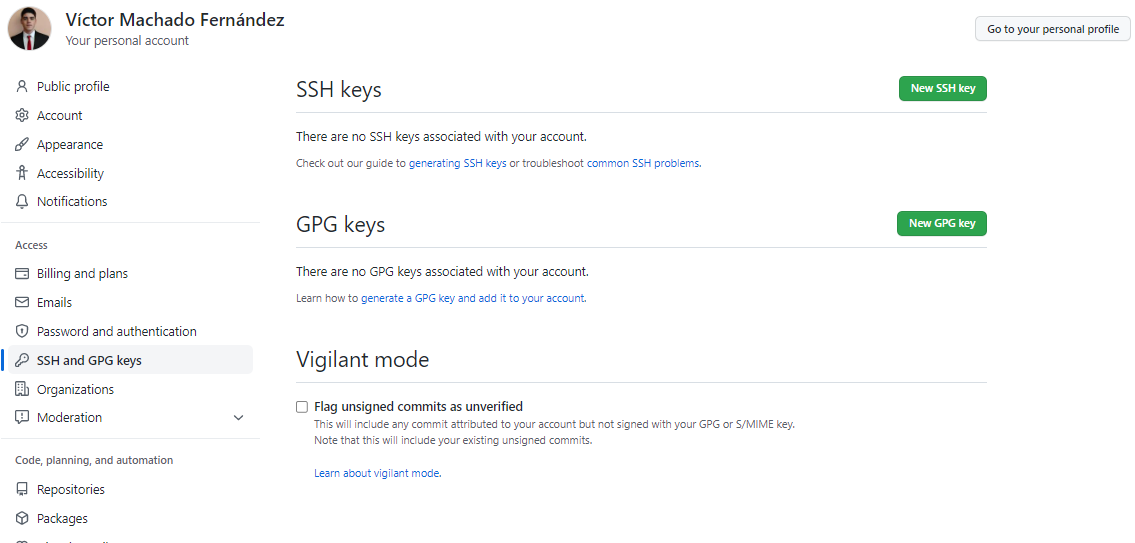 Víctor Machado Fernández
Your personal account
Go to your personal profile
Public profile
Account
Appearance
Accessibility
Notifications
Access
Billing and plans
Emails
Password and authentication
SSH and GPG keys
Organizations
Moderation
Code, planning, and automation
Repositories
Packages
SSH keys
New SSH key
There are no SSH keys associated with your account.
Check out our guide to generating SSH keys or troubleshoot common SSH problems.
GPG keys
New GPG key
There are no GPG keys associated with your account.
Learn how to generate a GPG key and add it to your account.
Vigilant mode
Flag unsigned commits as unverified
This will include any commit attributed to your account but not signed with your GPG or S/MIME key.
Note that this will include your existing unsigned commits.
Learn about vigilant mode.